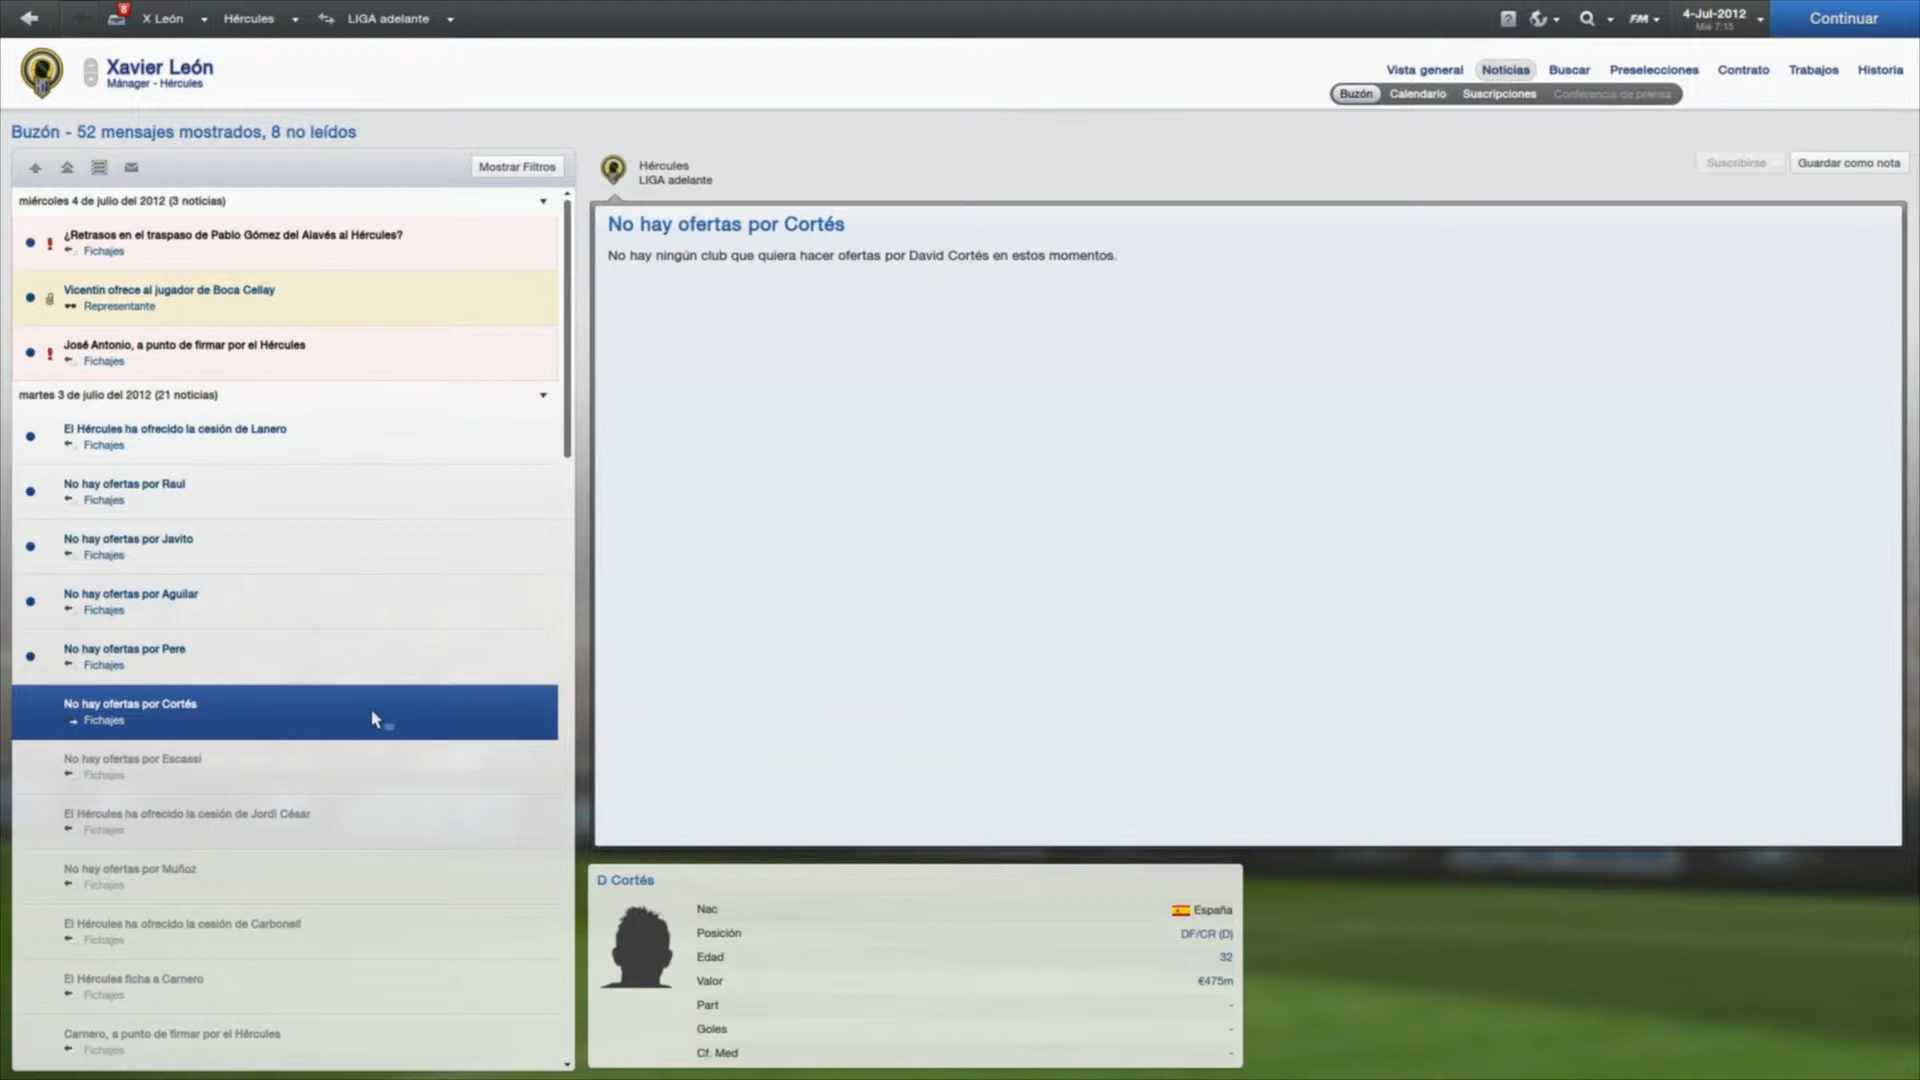 8
X León
Hércules
LIGA adelante
?
FM
4-Jul-2012
Mié 7:15
Continuar
Xavier León
Mánager - Hércules
Vista general
Noticias
Buscar
Preselecciones
Contrato
Trabajos
Historia
Buzón
Calendario
Suscripciones
Conferencia de prensa
Buzón - 52 mensajes mostrados, 8 no leídos
Mostrar Filtros
miércoles 4 de julio del 2012 (3 noticias)
¿Retrasos en el traspaso de Pablo Gómez del Alavés al Hércules?
Fichajes
Vicentin ofrece al jugador de Boca Cellay
Representante
José Antonio, a punto de firmar por el Hércules
Fichajes
martes 3 de julio del 2012 (21 noticias)
El Hércules ha ofrecido la cesión de Lanero
Fichajes
No hay ofertas por Raul
Fichajes
No hay ofertas por Javito
Fichajes
No hay ofertas por Aguilar
Fichajes
No hay ofertas por Pere
Fichajes
No hay ofertas por Cortés
Fichajes
No hay ofertas por Escassi
Fichajes
El Hércules ha ofrecido la cesión de Jordi César
Fichajes
No hay ofertas por Muñoz
Fichajes
El Hércules ha ofrecido la cesión de Carbonell
Fichajes
El Hércules ficha a Carnero
Fichajes
Carnero, a punto de firmar por el Hércules
Fichajes
Hércules
LIGA adelante
Suscribirse
Guardar como nota
No hay ofertas por Cortés
No hay ningún club que quiera hacer ofertas por David Cortés en estos momentos.
D Cortés
Nac España
Posición DF/CR (D)
Edad 32
Valor €475m
Part -
Goles -
Cf. Med -